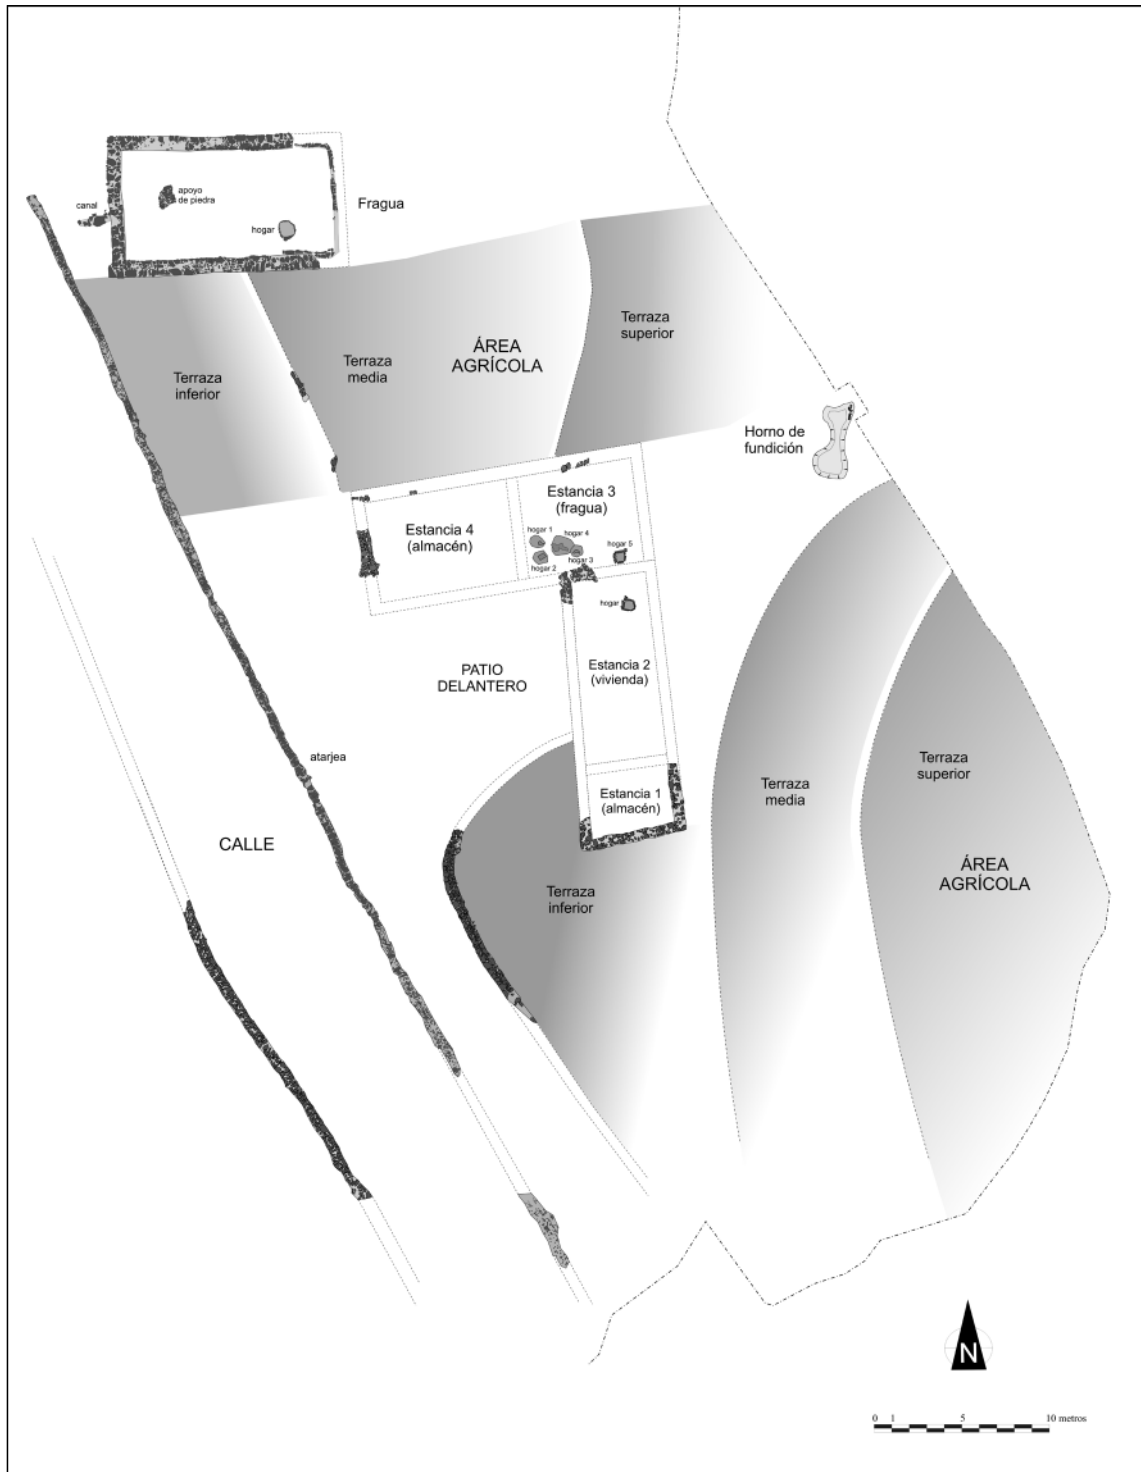 apoyo
de piedra
canal
Fragua
hogar
Terraza
superior
ÁREA
AGRÍCOLA
Terraza
media
Terraza
inferior
Horno de
fundición
Estancia 3
(fragua)
Estancia 4
(almacén)
hogar 1
hogar 4
hogar 5
hogar 2
hogar 3
hogar
Estancia 2
(vivienda)
PATIO
DELANTERO
atarjea
Terraza
superior
Terraza
media
Estancia 1
(almacén)
CALLE
ÁREA
AGRÍCOLA
Terraza
inferior
N
0 1 5 10 metros